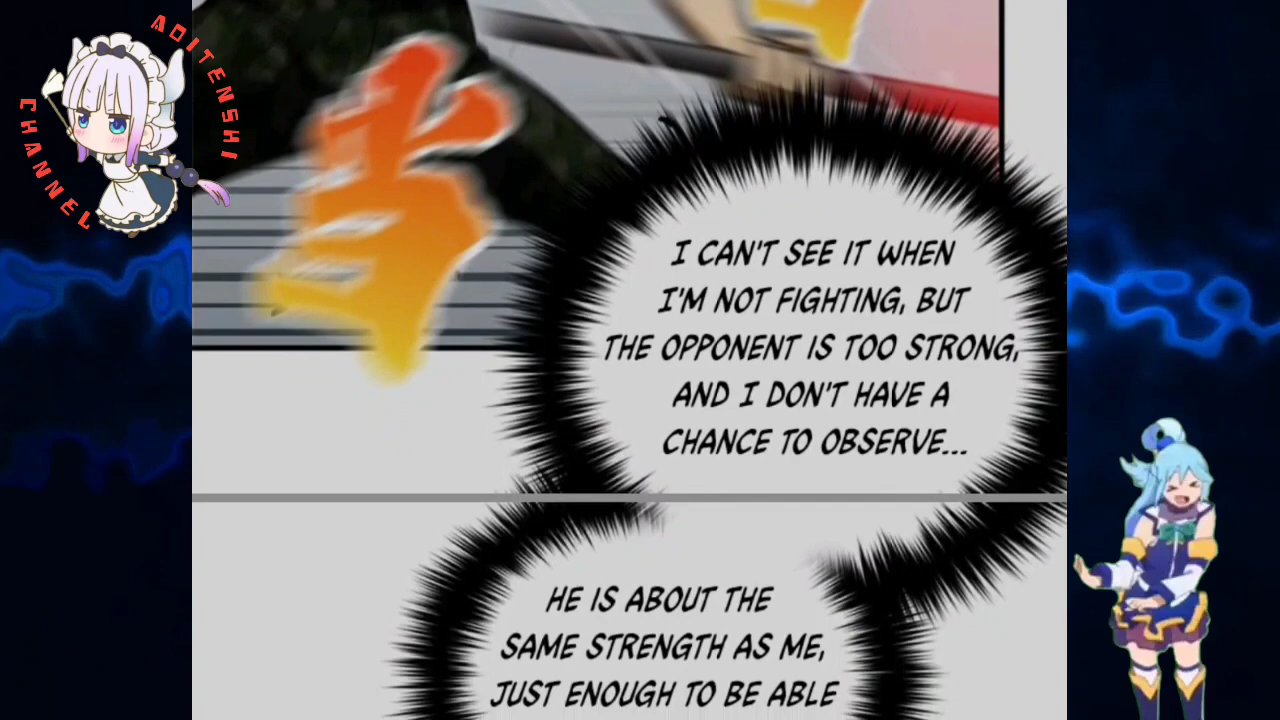 AOITENSHI
CHANNEL
I CAN'T SEE IT WHEN
I'M NOT FIGHTING, BUT
THE OPPONENT IS TOO STRONG,
AND I DON'T HAVE A
CHANCE TO OBSERVE...
HE IS ABOUT THE
SAME STRENGTH AS ME,
JUST ENOUGH TO BE ABLE